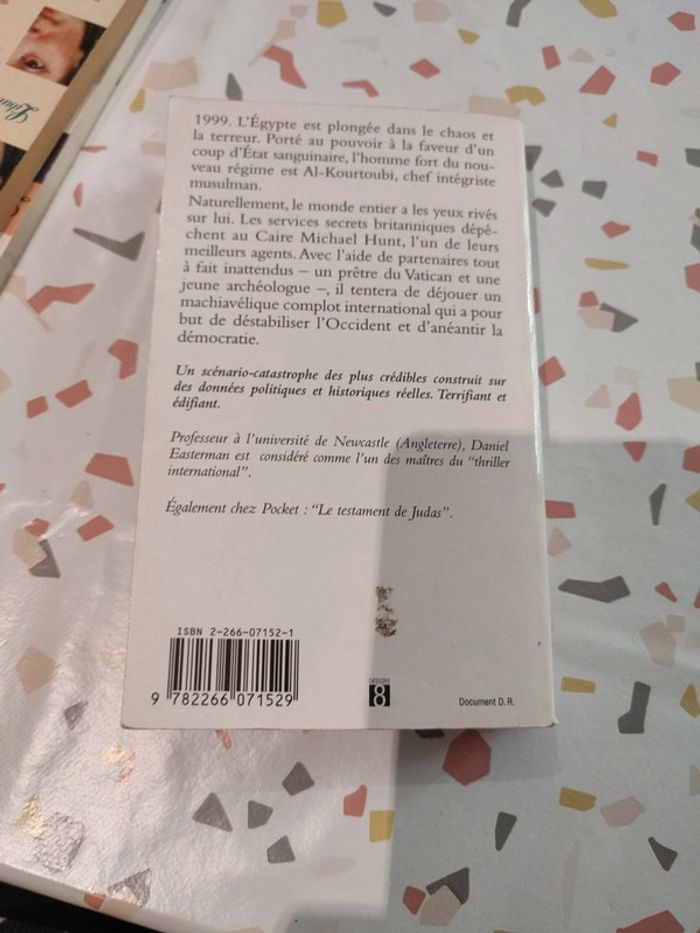 1999. L'Égypte est plongée dans le chaos et
la terreur. Porté au pouvoir à la faveur d'un
coup d'État sanguinaire, l'homme fort du nou-
veau régime est Al-Kourtoubi, chef intégriste
musulman.
Naturellement, le monde entier a les yeux rivés
sur lui. Les services secrets britanniques dépê-
chent au Caire Michael Hunt, l'un de leurs
meilleurs agents. Avec l'aide de partenaires tout
à fait inattendus – un prêtre du Vatican et une
jeune archéologue –, il tentera de déjouer un
machiavélique complot international qui a pour
but de déstabiliser l'Occident et d'anéantir la
démocratie.
Un scénario-catastrophe des plus crédibles construit sur
des données politiques et historiques réelles. Terrifiant et
édifiant.
Professeur à l'université de Newcastle (Angleterre), Daniel
Easterman est considéré comme l'un des maîtres du "thriller
international".
Également chez Pocket : "Le testament de Judas".
ISBN 2-266-07152-1
9 782266 071529
CATÉGORIE
8
Document D. R.